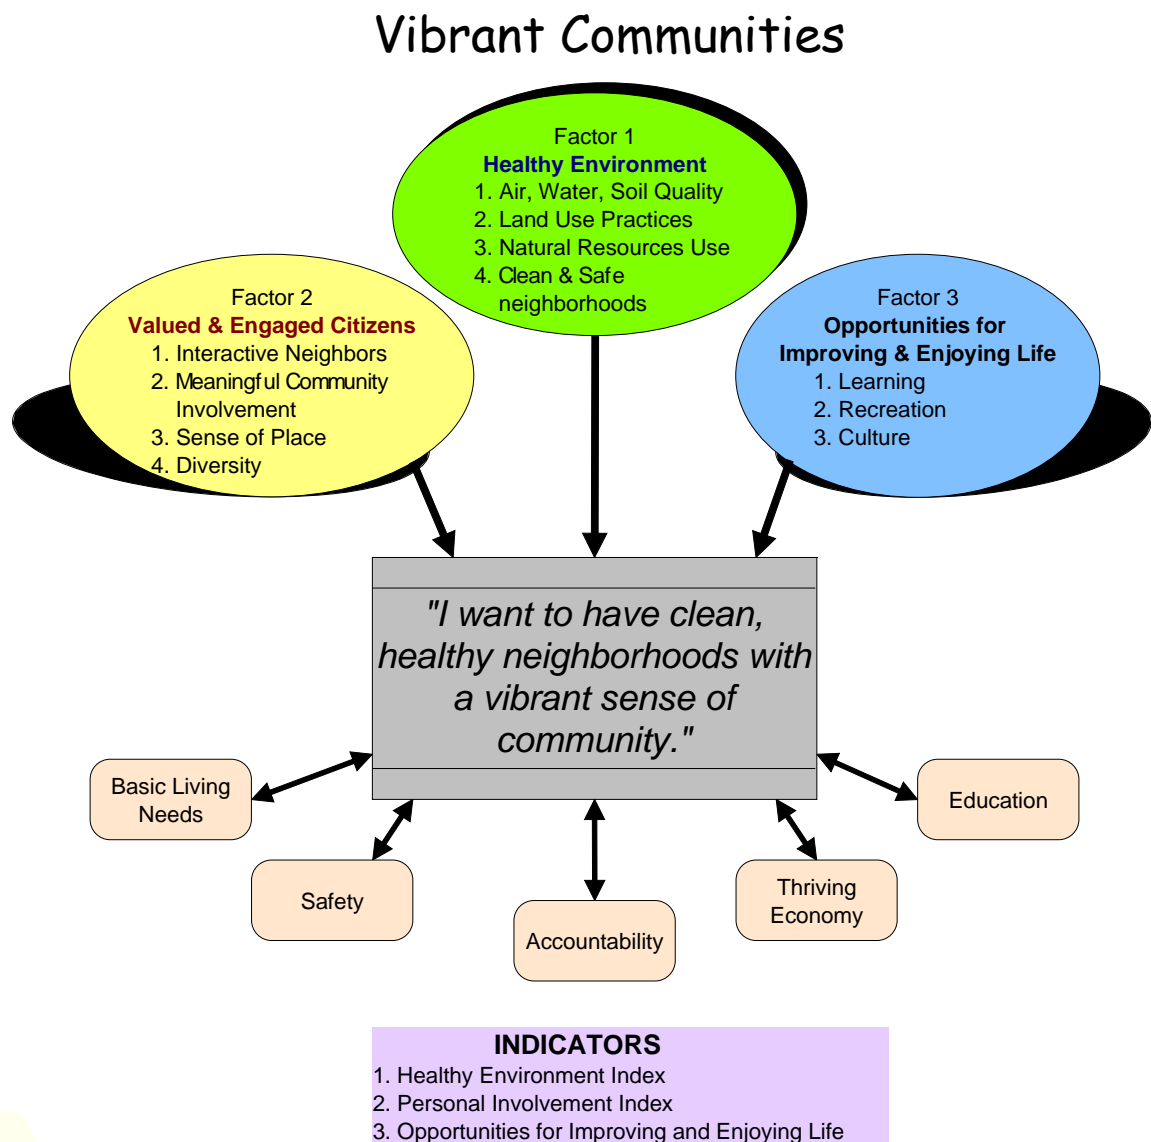 Vibrant Communities
Factor 1
Healthy Environment
1. Air, Water, Soil Quality
2. Land Use Practices
3. Natural Resources Use
4. Clean & Safe
neighborhoods
Factor 2
Valued & Engaged Citizens
1. Interactive Neighbors
2. Meaningful Community
Involvement
3. Sense of Place
4. Diversity
Factor 3
Opportunities for
Improving & Enjoying Life
1. Learning
2. Recreation
3. Culture
"I want to have clean,
healthy neighborhoods with
a vibrant sense of
community."
Basic Living
Needs
Safety
Accountability
Thriving
Economy
Education
INDICATORS
1. Healthy Environment Index
2. Personal Involvement Index
3. Opportunities for Improving and Enjoying Life